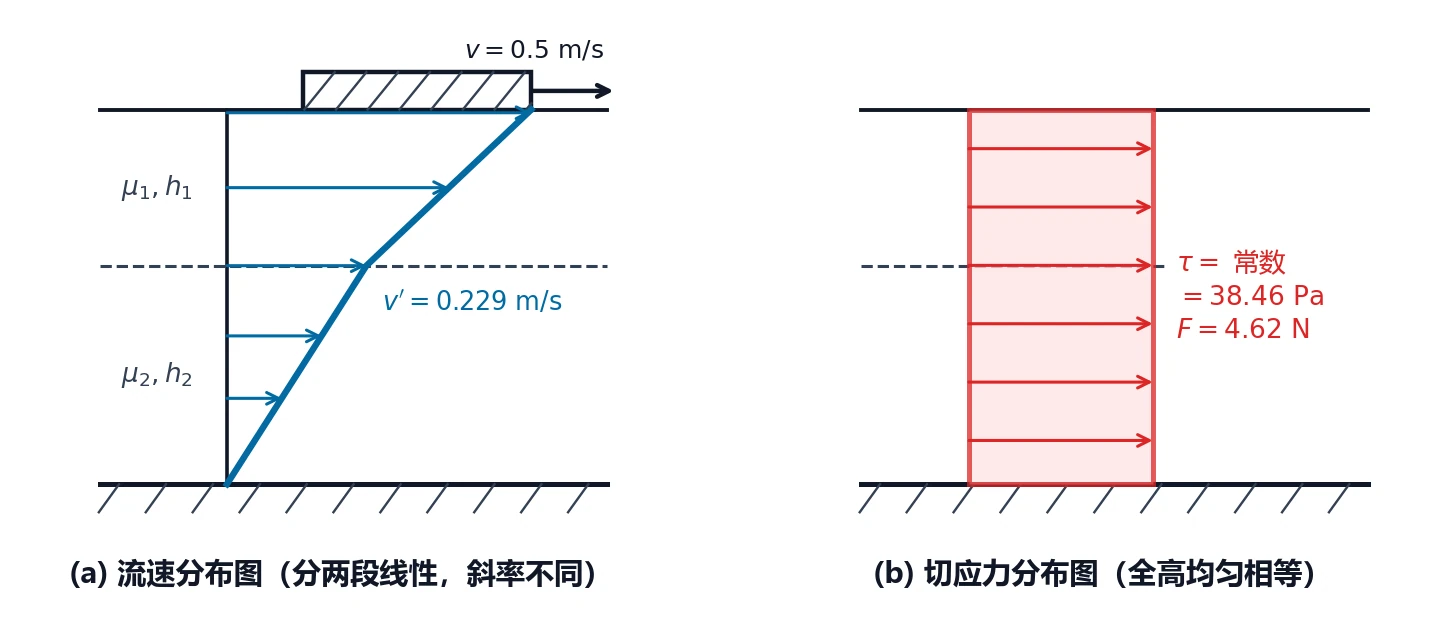 v = 0.5 m/s
μ₁, h₁
v′ = 0.229 m/s
μ₂, h₂
(a) 流速分布图（分两段线性，斜率不同）
τ = 常数
= 38.46 Pa
F = 4.62 N
(b) 切应力分布图（全高均匀相等）